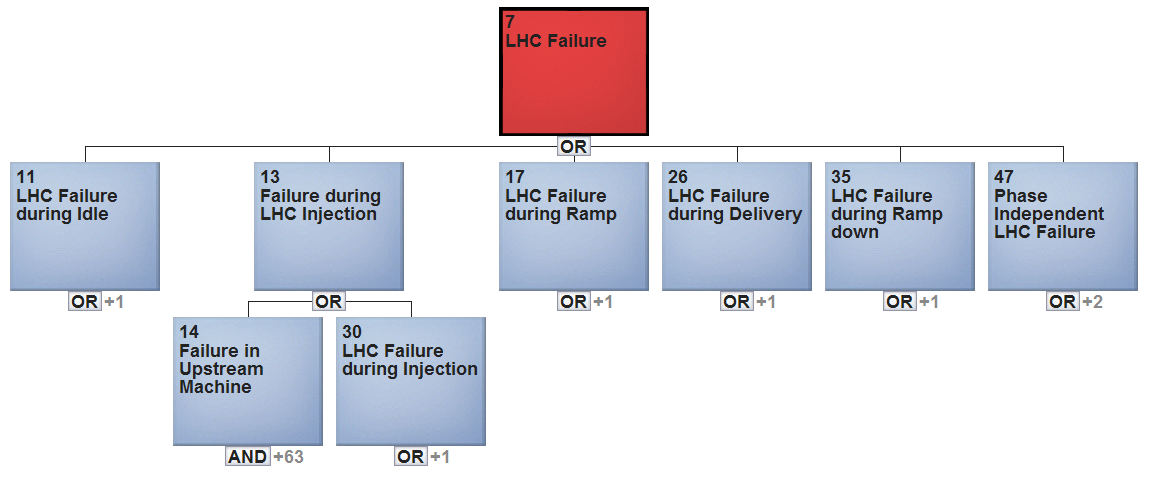 7
LHC Failure
OR
11
LHC Failure
during Idle
OR +1
13
Failure during
LHC Injection
OR
17
LHC Failure
during Ramp
OR +1
26
LHC Failure
during Delivery
OR +1
35
LHC Failure
during Ramp
down
OR +1
47
Phase
Independent
LHC Failure
OR +2
14
Failure in
Upstream
Machine
AND +63
30
LHC Failure
during Injection
OR +1